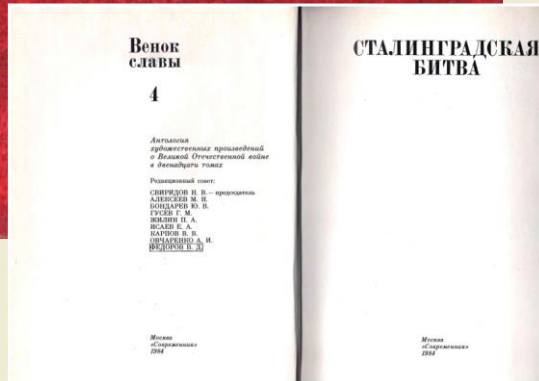 Венок
славы
4
Антология
художественных произведений
о Великой Отечественной войне
в двенадцати томах
Редакционный совет:
СВИРИДОВ Н. В. — председатель
АЛЕКСЕЕВ М. Н.
БОНДАРЕВ Ю. В.
ГУСЕВ Г. М.
ЖИЛИН П. А.
ИСАЕВ Е. А.
КАРПОВ В. В.
ОВЧАРЕНКО А. И.
ФЕДОРОВ В. Д.
Москва
«Современник»
1984
СТАЛИНГРАДСКАЯ
БИТВА
Москва
«Современник»
1984